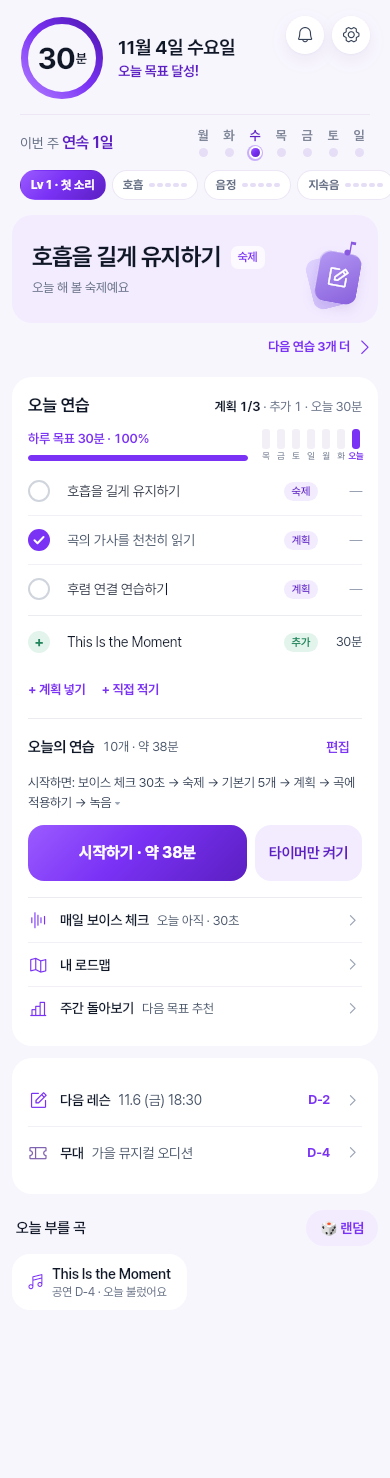 30분
11월 4일 수요일
오늘 목표 달성!
이번 주 연속 1일
월 화 수 목 금 토 일
Lv 1 · 첫 소리
호흡
음정
지속음
호흡을 길게 유지하기 숙제
오늘 해 볼 숙제예요
다음 연습 3개 더
오늘 연습
계획 1/3 · 추가 1 · 오늘 30분
하루 목표 30분 · 100%
목 금 토 일 월 화 오늘
호흡을 길게 유지하기 숙제 —
곡의 가사를 천천히 읽기 계획 —
후렴 연결 연습하기 계획 —
This Is the Moment 추가 30분
+ 계획 넣기 + 직접 적기
오늘의 연습 10개 · 약 38분 편집
시작하면: 보이스 체크 30초 → 숙제 → 기본기 5개 → 계획 → 곡에
적용하기 → 녹음
시작하기 · 약 38분
타이머만 켜기
매일 보이스 체크 오늘 아직 · 30초
내 로드맵
주간 돌아보기 다음 목표 추천
다음 레슨 11.6 (금) 18:30 D-2
무대 가을 뮤지컬 오디션 D-4
오늘 부를 곡
🎲 랜덤
This Is the Moment
공연 D-4 · 오늘 불렀어요